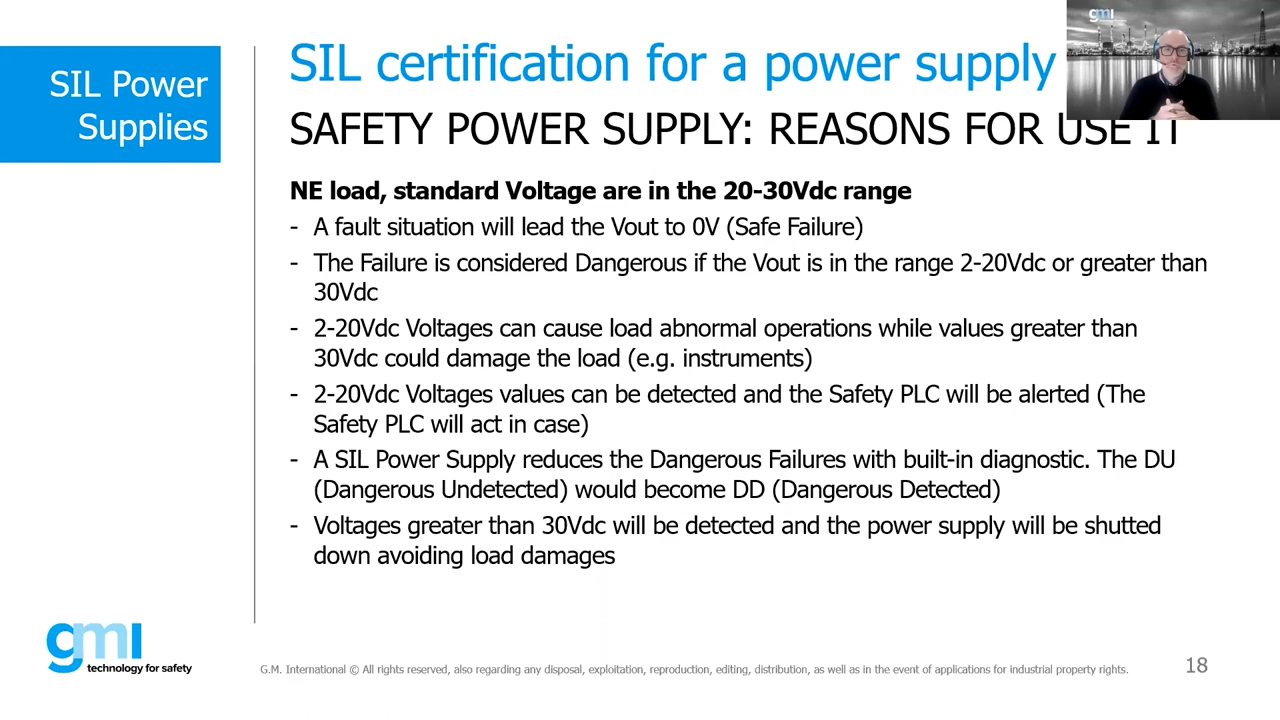 gmi
SIL Power
Supplies
SIL certification for a power supply
SAFETY POWER SUPPLY: REASONS FOR USE IT
NE load, standard Voltage are in the 20-30Vdc range
- A fault situation will lead the Vout to 0V (Safe Failure)
- The Failure is considered Dangerous if the Vout is in the range 2-20Vdc or greater than
30Vdc
- 2-20Vdc Voltages can cause load abnormal operations while values greater than
30Vdc could damage the load (e.g. instruments)
- 2-20Vdc Voltages values can be detected and the Safety PLC will be alerted (The
Safety PLC will act in case)
- A SIL Power Supply reduces the Dangerous Failures with built-in diagnostic. The DU
(Dangerous Undetected) would become DD (Dangerous Detected)
- Voltages greater than 30Vdc will be detected and the power supply will be shutted
down avoiding load damages
gmi
technology for safety
G.M. International © All rights reserved, also regarding any disposal, exploitation, reproduction, editing, distribution, as well as in the event of applications for industrial property rights.
18